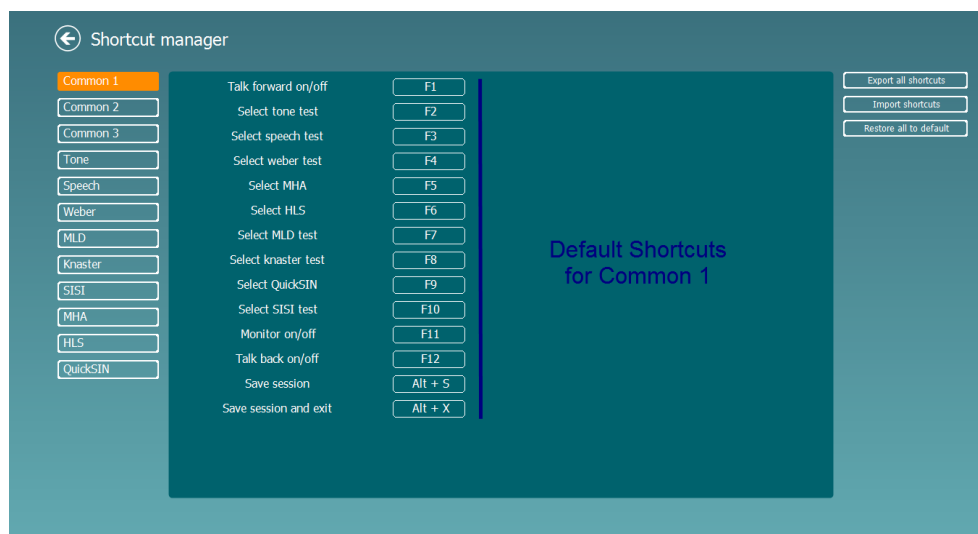 Shortcut manager
Common 1
Common 2
Common 3
Tone
Speech
Weber
MLD
Knaster
SISI
MHA
HLS
QuickSIN
Talk forward on/off F1
Select tone test F2
Select speech test F3
Select weber test F4
Select MHA F5
Select HLS F6
Select MLD test F7
Select knaster test F8
Select QuickSIN F9
Select SISI test F10
Monitor on/off F11
Talk back on/off F12
Save session Alt + S
Save session and exit Alt + X
Default Shortcuts
for Common 1
Export all shortcuts
Import shortcuts
Restore all to default